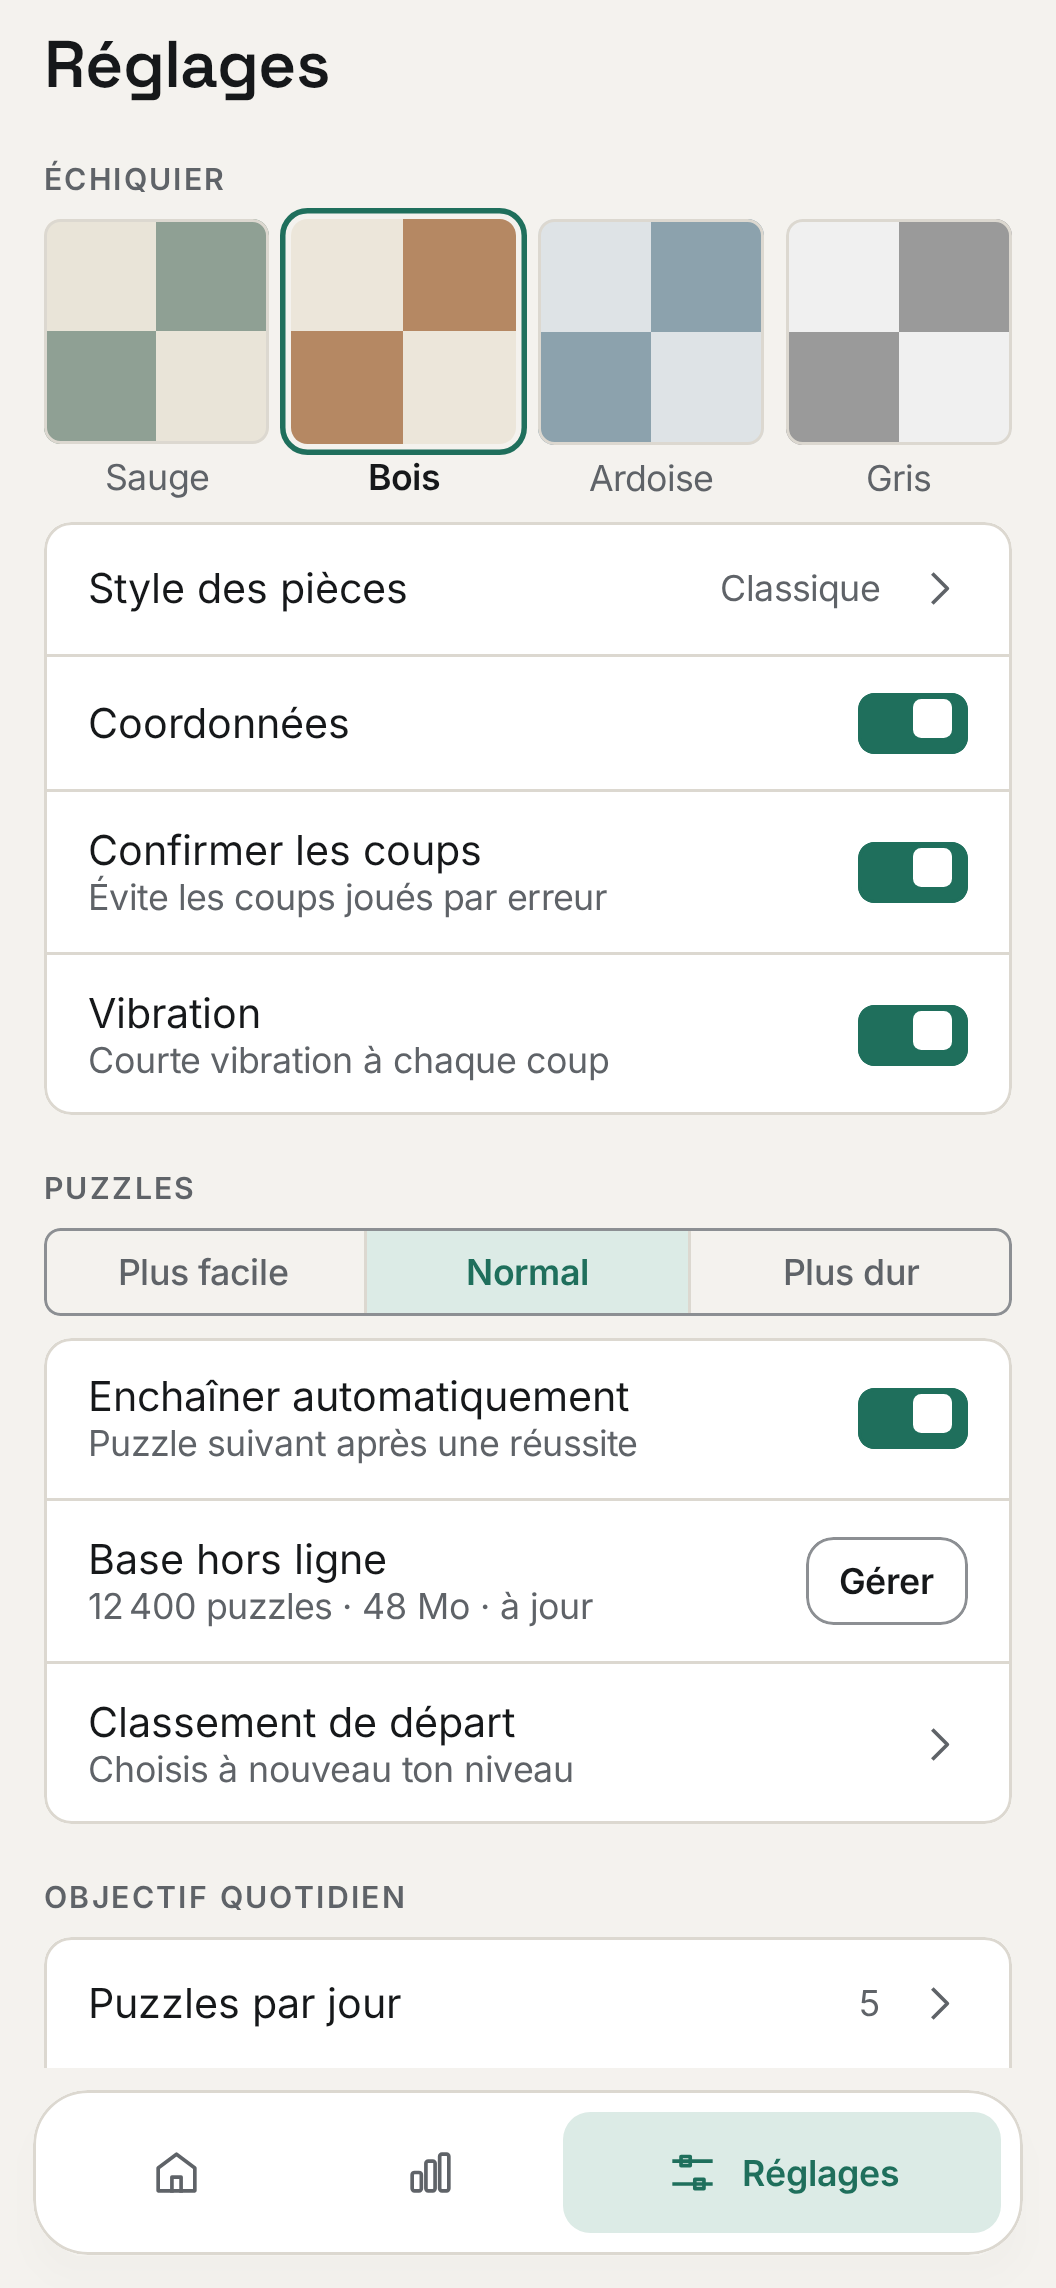 Réglages
ÉCHIQUIER
Sauge
Bois
Ardoise
Gris
Style des pièces
Classique
Coordonnées
Confirmer les coups
Évite les coups joués par erreur
Vibration
Courte vibration à chaque coup
PUZZLES
Plus facile
Normal
Plus dur
Enchaîner automatiquement
Puzzle suivant après une réussite
Base hors ligne
12 400 puzzles · 48 Mo · à jour
Gérer
Classement de départ
Choisis à nouveau ton niveau
OBJECTIF QUOTIDIEN
Puzzles par jour
5
Réglages